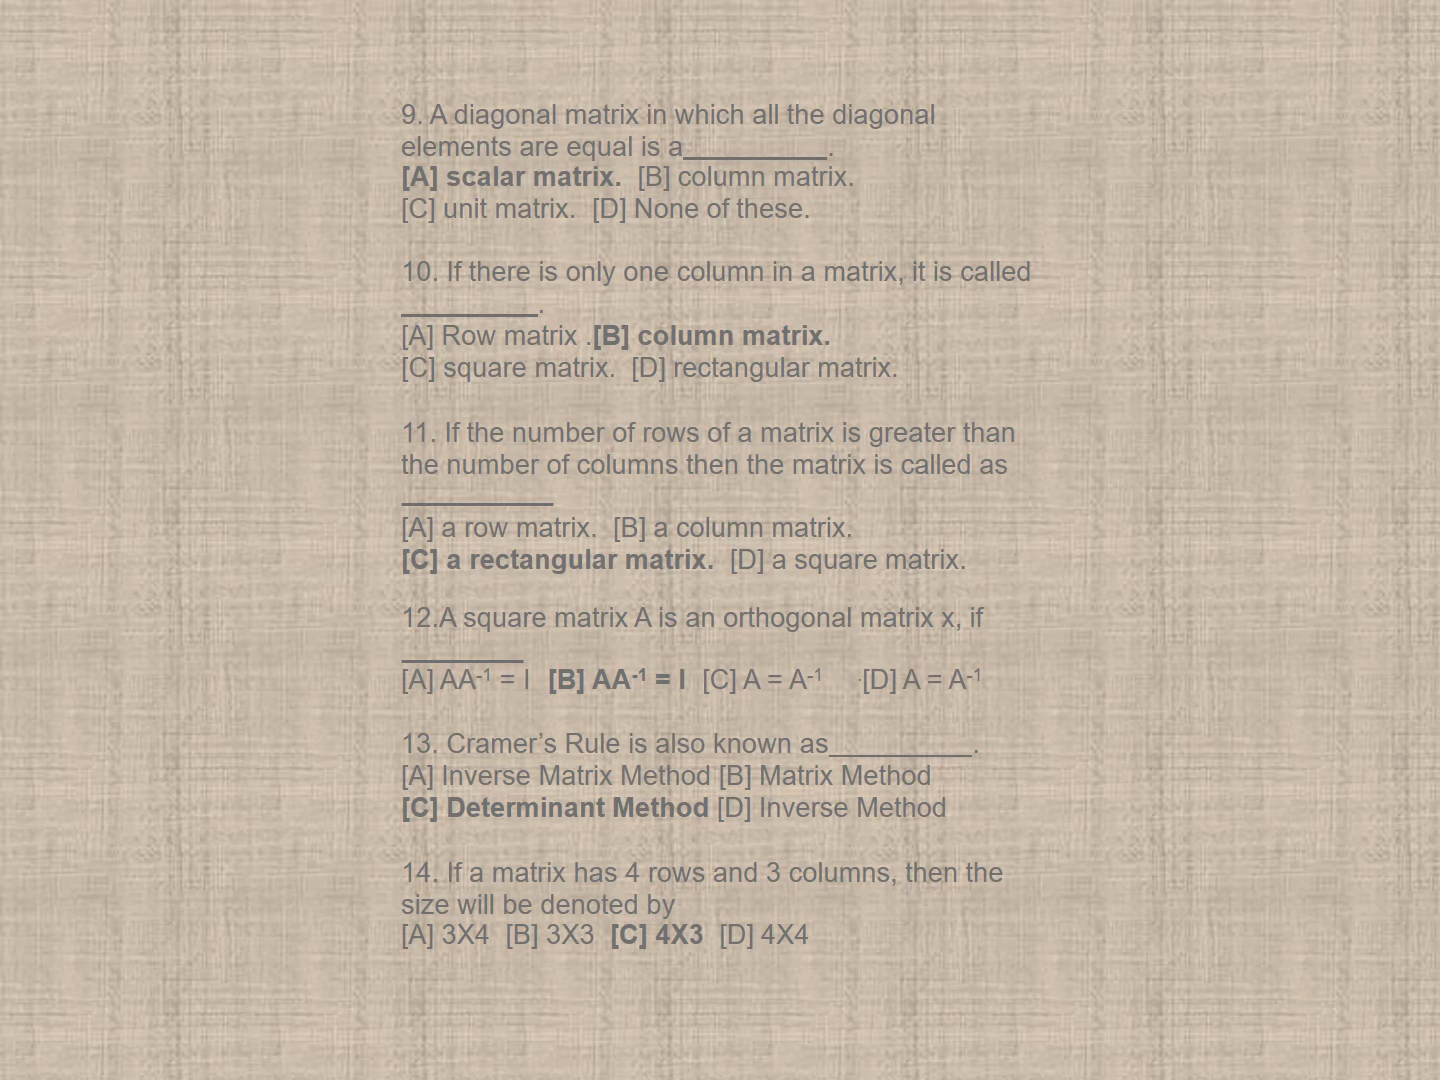 9. A diagonal matrix in which all the diagonal
elements are equal is a__________.
[A] scalar matrix.  [B] column matrix.
[C] unit matrix.  [D] None of these.
10. If there is only one column in a matrix, it is called
__________.
[A] Row matrix .[B] column matrix.
[C] square matrix.  [D] rectangular matrix.
11. If the number of rows of a matrix is greater than
the number of columns then the matrix is called as
___________
[A] a row matrix.  [B] a column matrix.
[C] a rectangular matrix.  [D] a square matrix.
12.A square matrix A is an orthogonal matrix x, if
_________
[A] AA⁻¹ = I  [B] AA⁻¹ = I  [C] A = A⁻¹  [D] A = A⁻¹
13. Cramer’s Rule is also known as__________.
[A] Inverse Matrix Method [B] Matrix Method
[C] Determinant Method [D] Inverse Method
14. If a matrix has 4 rows and 3 columns, then the
size will be denoted by
[A] 3X4  [B] 3X3  [C] 4X3  [D] 4X4